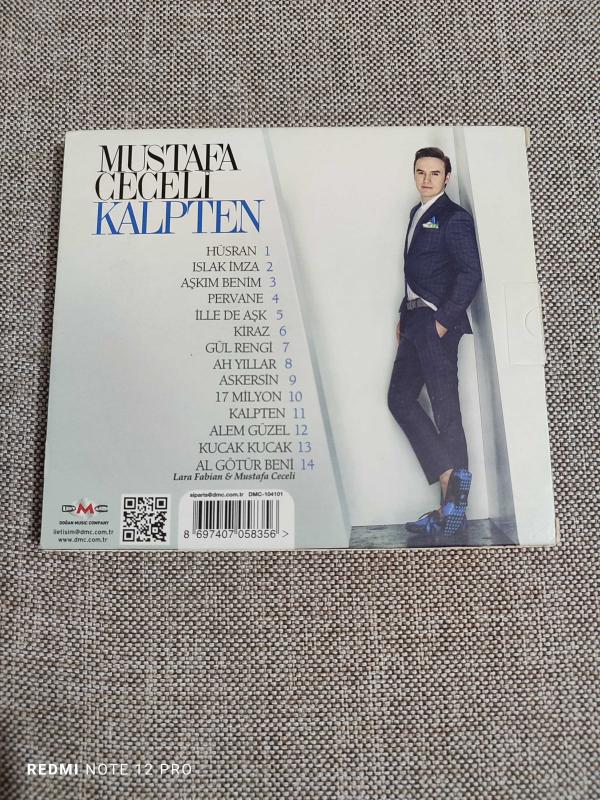 MUSTAFA
CECELİ
KALPTEN
HÜSRAN 1
ISLAK İMZA 2
AŞKIM BENİM 3
PERVANE 4
İLLE DE AŞK 5
KİRAZ 6
GÜL RENGİ 7
AH YILLAR 8
ASKERSİN 9
17 MİLYON 10
KALPTEN 11
ALEM GÜZEL 12
KUCAK KUCAK 13
AL GÖTÜR BENİ 14
Lara Fabian & Mustafa Ceceli
DMC
DOĞAN MUSIC COMPANY
iletisim@dmc.com.tr
www.dmc.com.tr
siparis@dmc.com.tr DMC-104101
8 697407 058356 >
REDMI NOTE 12 PRO